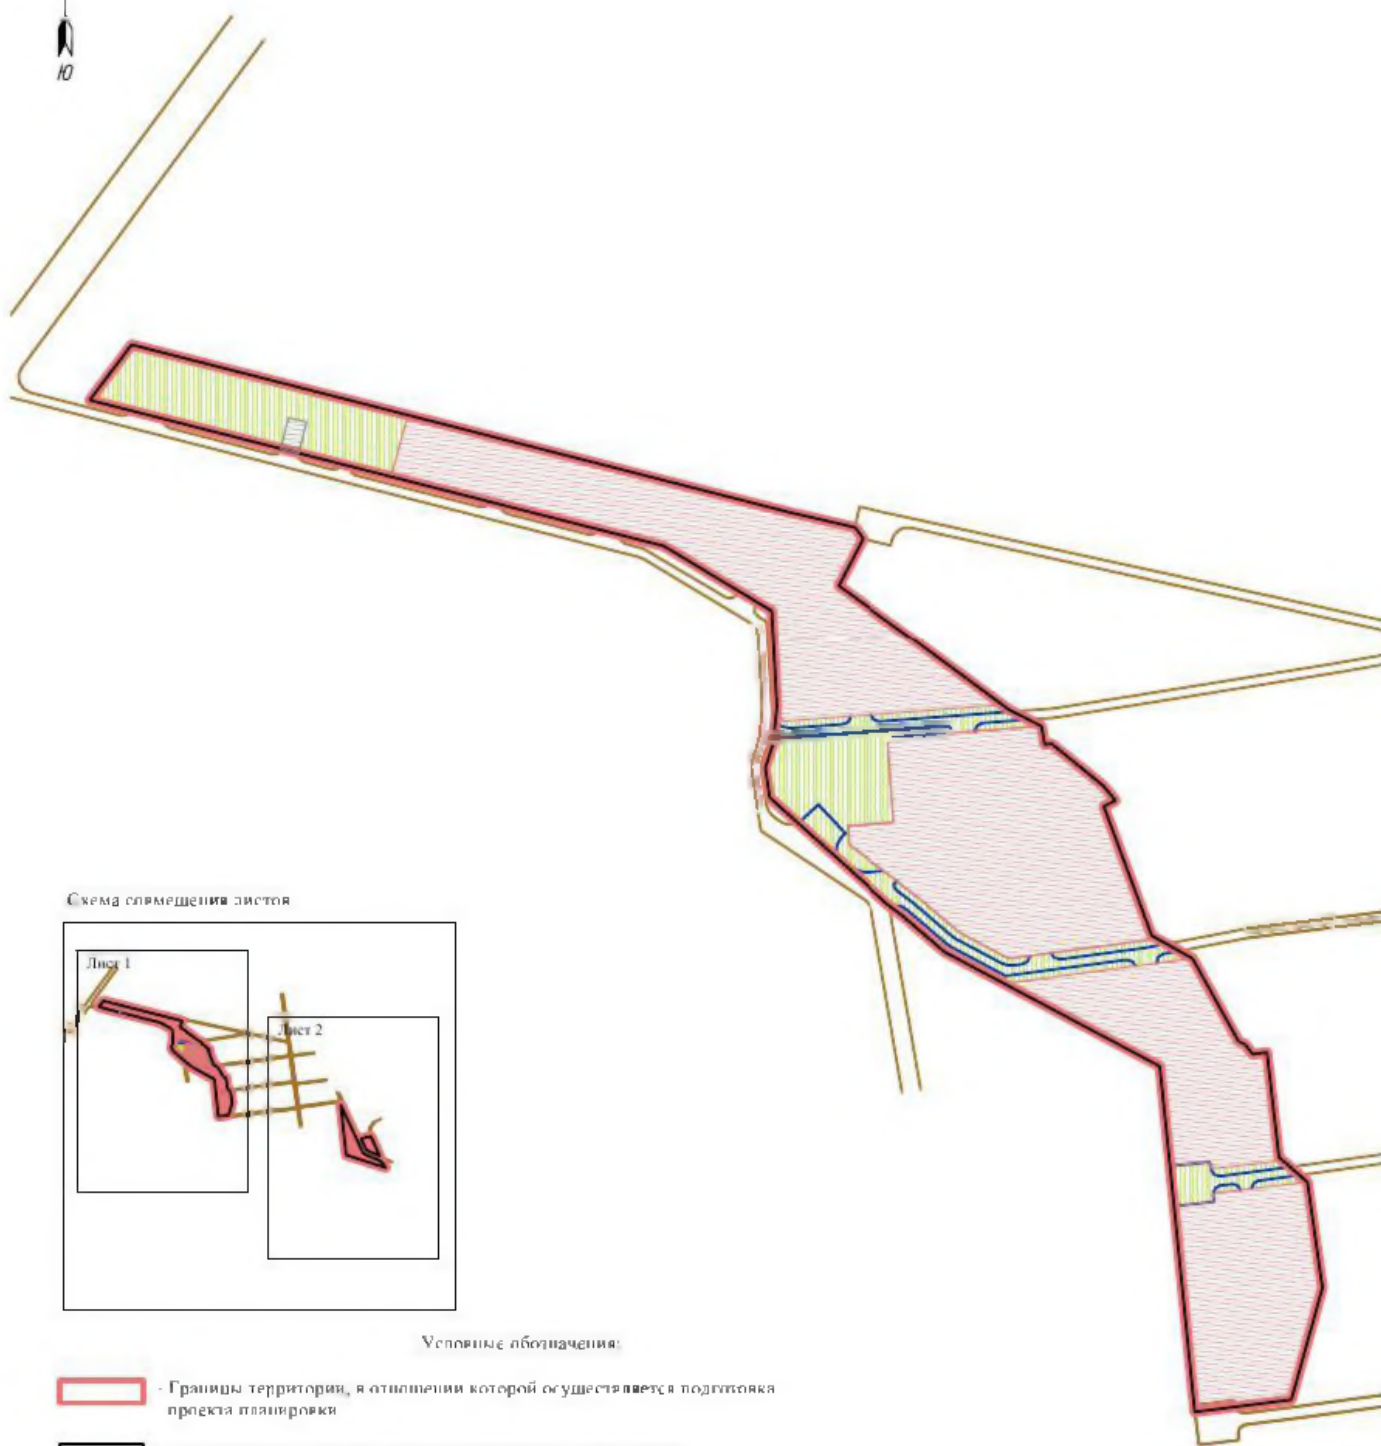 Ю
Схема совмещения листов
Лист 1
Лист 2
Условные обозначения:
- Границы территории, в отношении которой осуществляется подготовка
проекта планировки